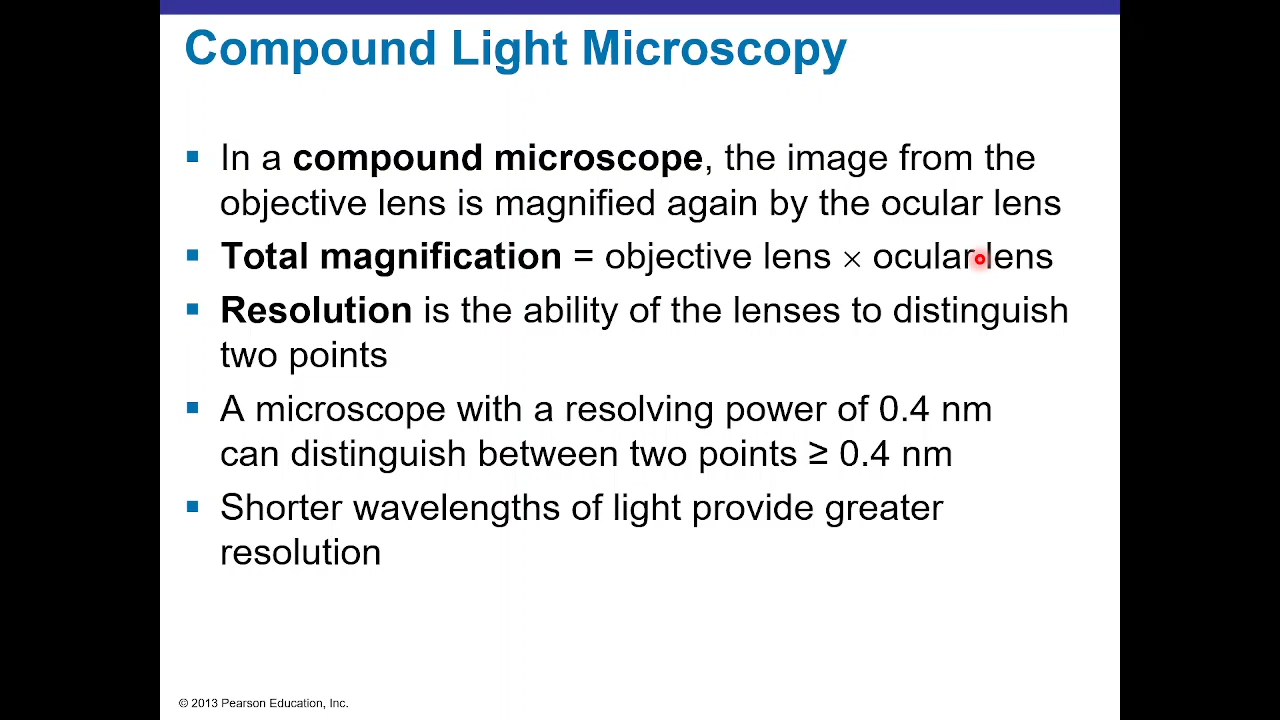 Compound Light Microscopy
▪ In a compound microscope, the image from the
objective lens is magnified again by the ocular lens
▪ Total magnification = objective lens × ocular lens
▪ Resolution is the ability of the lenses to distinguish
two points
▪ A microscope with a resolving power of 0.4 nm
can distinguish between two points ≥ 0.4 nm
▪ Shorter wavelengths of light provide greater
resolution
© 2013 Pearson Education, Inc.